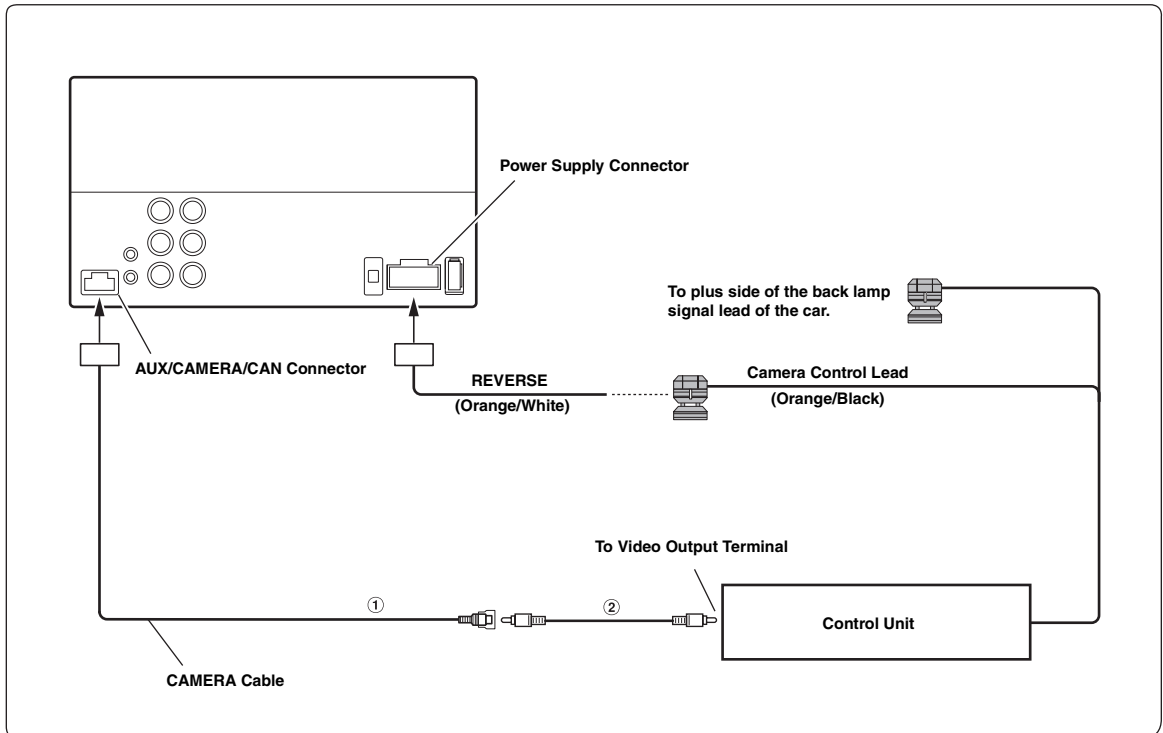 Power Supply Connector
To plus side of the back lamp
signal lead of the car.
AUX/CAMERA/CAN Connector
REVERSE
(Orange/White)
Camera Control Lead
(Orange/Black)
To Video Output Terminal
①
②
Control Unit
CAMERA Cable